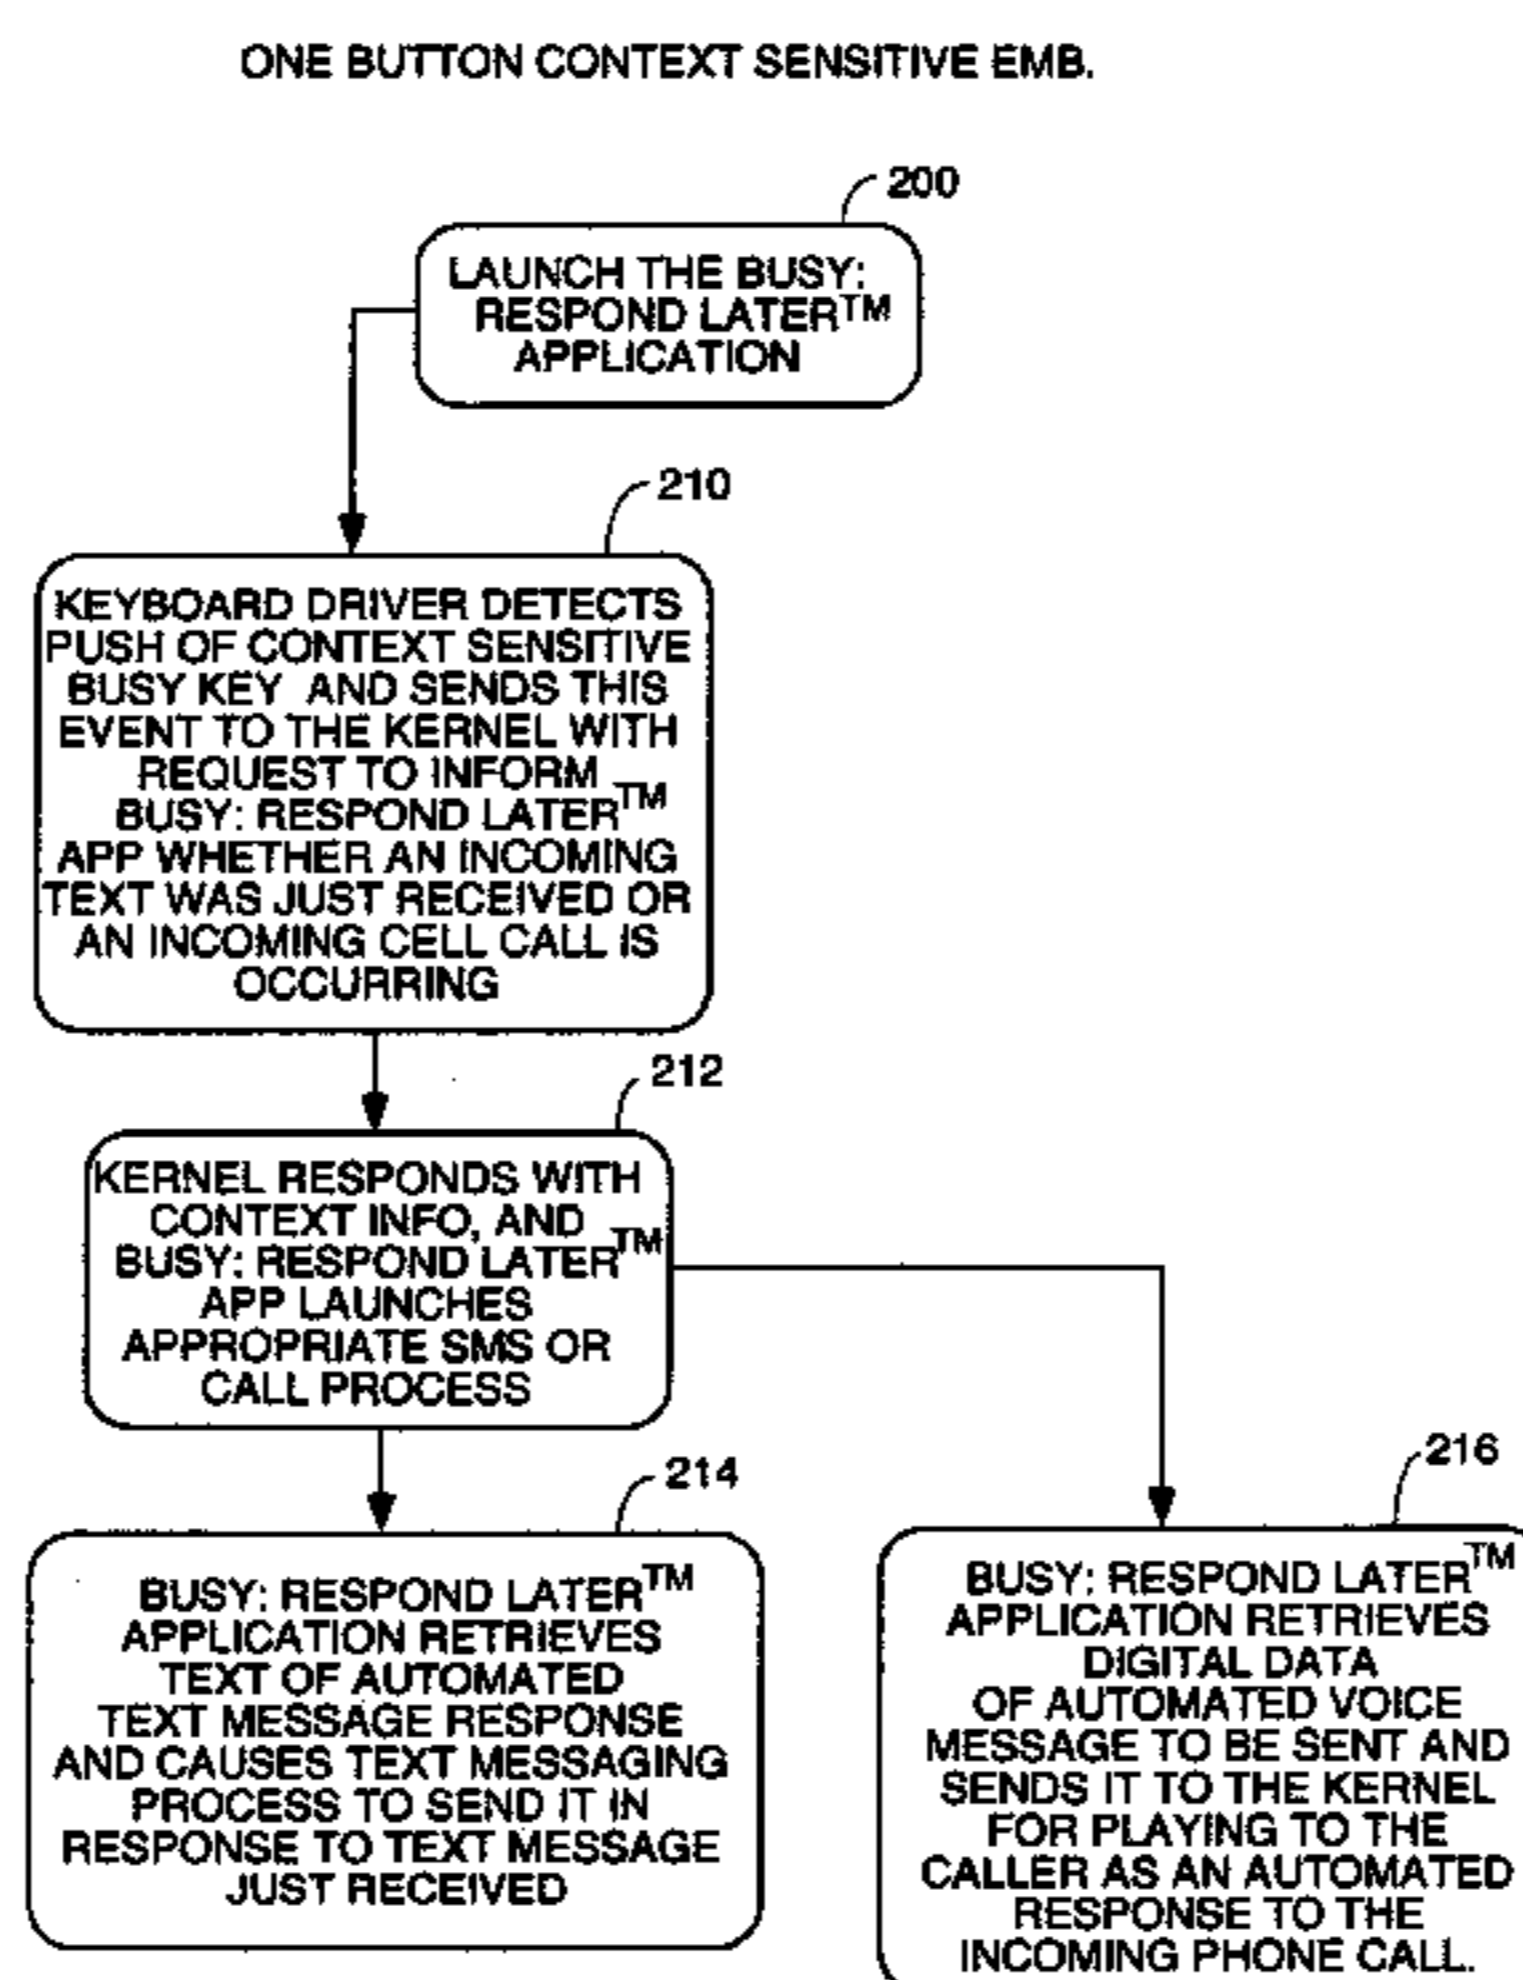 ONE BUTTON CONTEXT SENSITIVE EMB.
200
LAUNCH THE BUSY:
RESPOND LATER™
APPLICATION
210
KEYBOARD DRIVER DETECTS
PUSH OF CONTEXT SENSITIVE
BUSY KEY AND SENDS THIS
EVENT TO THE KERNEL WITH
REQUEST TO INFORM
BUSY: RESPOND LATER™
APP WHETHER AN INCOMING
TEXT WAS JUST RECEIVED OR
AN INCOMING CELL CALL IS
OCCURRING
212
KERNEL RESPONDS WITH
CONTEXT INFO, AND
BUSY: RESPOND LATER™
APP LAUNCHES
APPROPRIATE SMS OR
CALL PROCESS
214
BUSY: RESPOND LATER™
APPLICATION RETRIEVES
TEXT OF AUTOMATED
TEXT MESSAGE RESPONSE
AND CAUSES TEXT MESSAGING
PROCESS TO SEND IT IN
RESPONSE TO TEXT MESSAGE
JUST RECEIVED
216
BUSY: RESPOND LATER™
APPLICATION RETRIEVES
DIGITAL DATA
OF AUTOMATED VOICE
MESSAGE TO BE SENT AND
SENDS IT TO THE KERNEL
FOR PLAYING TO THE
CALLER AS AN AUTOMATED
RESPONSE TO THE
INCOMING PHONE CALL.